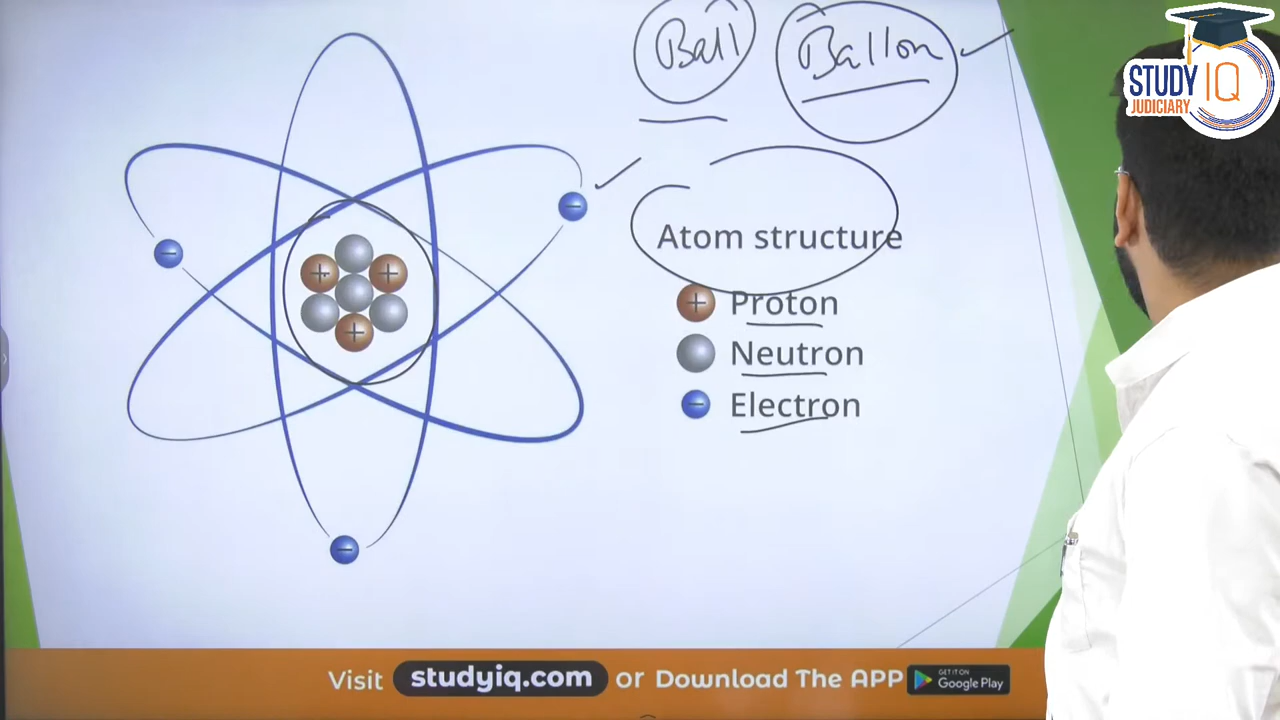 Ball Ballon
STUDY IQ
JUDICIARY
Atom structure
+ Proton
Neutron
− Electron
Visit studyiq.com or Download The APP GET IT ON Google Play